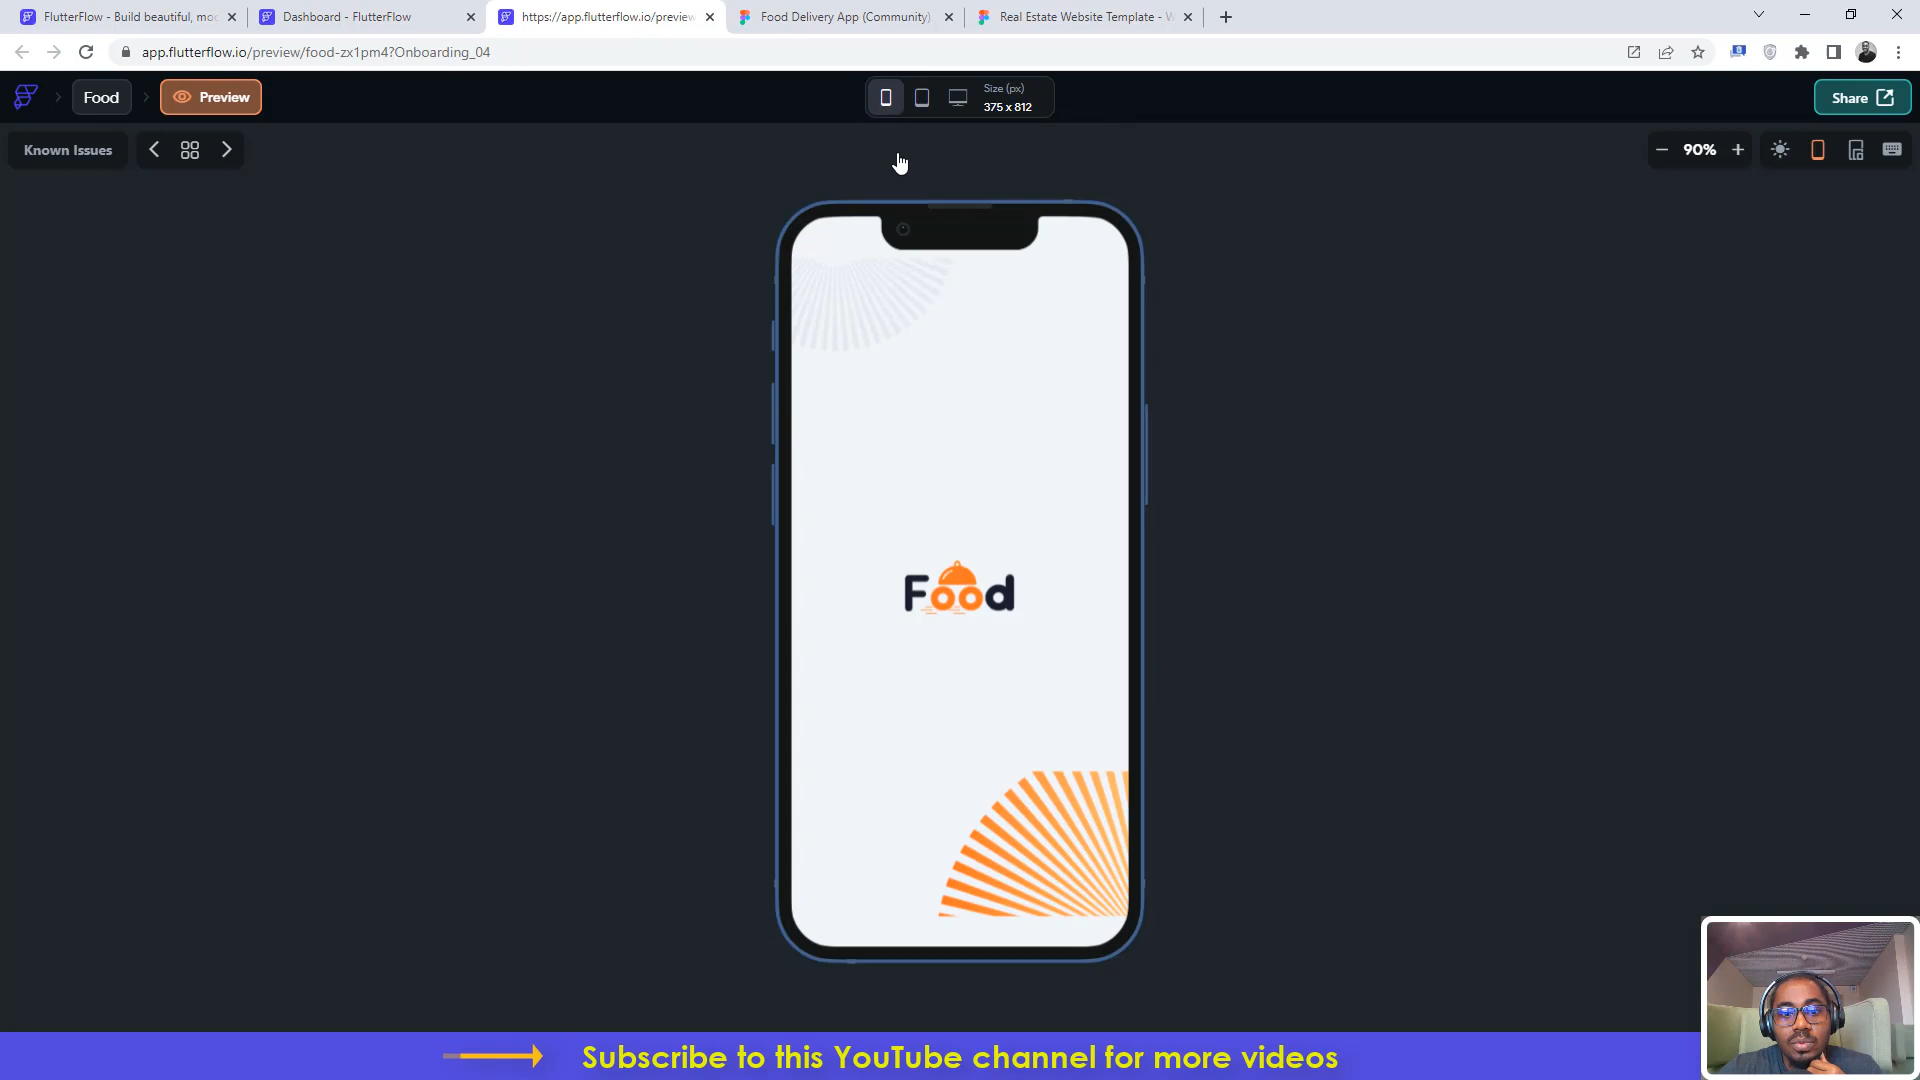 FlutterFlow - Build beautiful, mo
Dashboard - FlutterFlow
https://app.flutterflow.io/preview
Food Delivery App (Community)
Real Estate Website Template - W
app.flutterflow.io/preview/food-zx1pm4?Onboarding_04
Food
Preview
Size (px)
375 x 812
Share
Known Issues
90%
Food
Subscribe to this YouTube channel for more videos